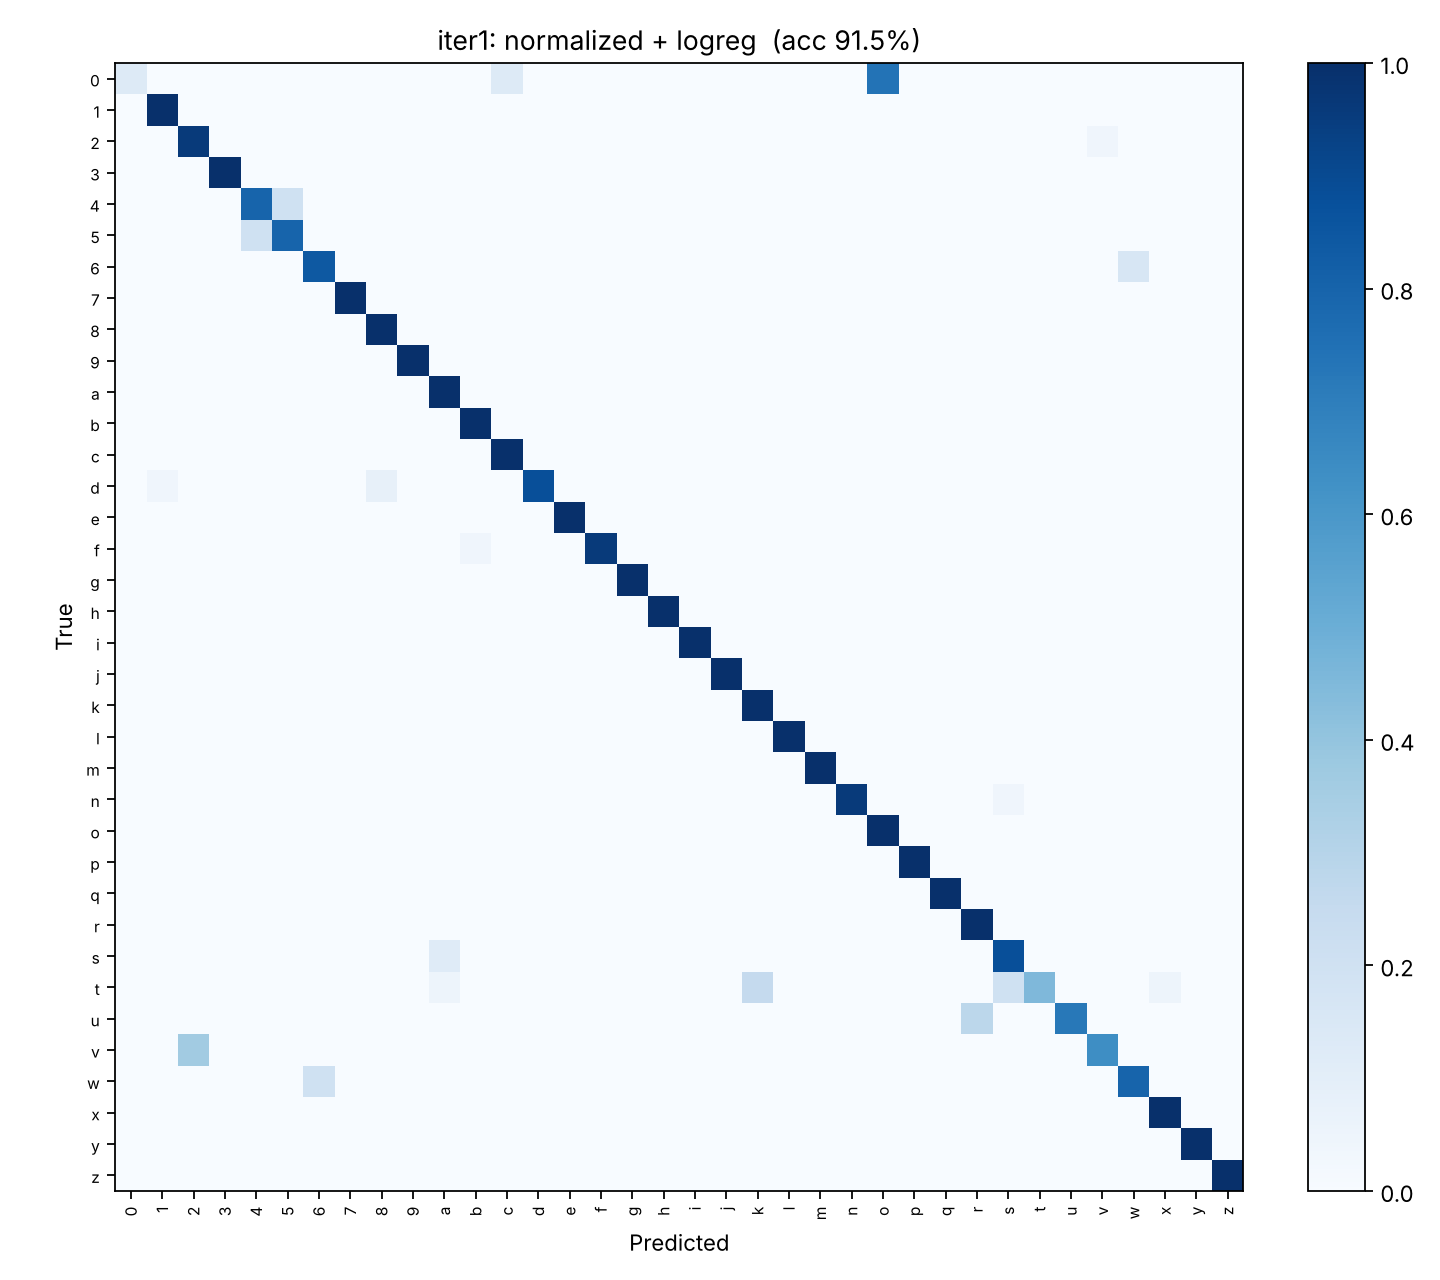 iter1: normalized + logreg  (acc 91.5%)
True
0
1
2
3
4
5
6
7
8
9
a
b
c
d
e
f
g
h
i
j
k
l
m
n
o
p
q
r
s
t
u
v
w
x
y
z
0 1 2 3 4 5 6 7 8 9 a b c d e f g h i j k l m n o p q r s t u v w x y z
Predicted
1.0
0.8
0.6
0.4
0.2
0.0